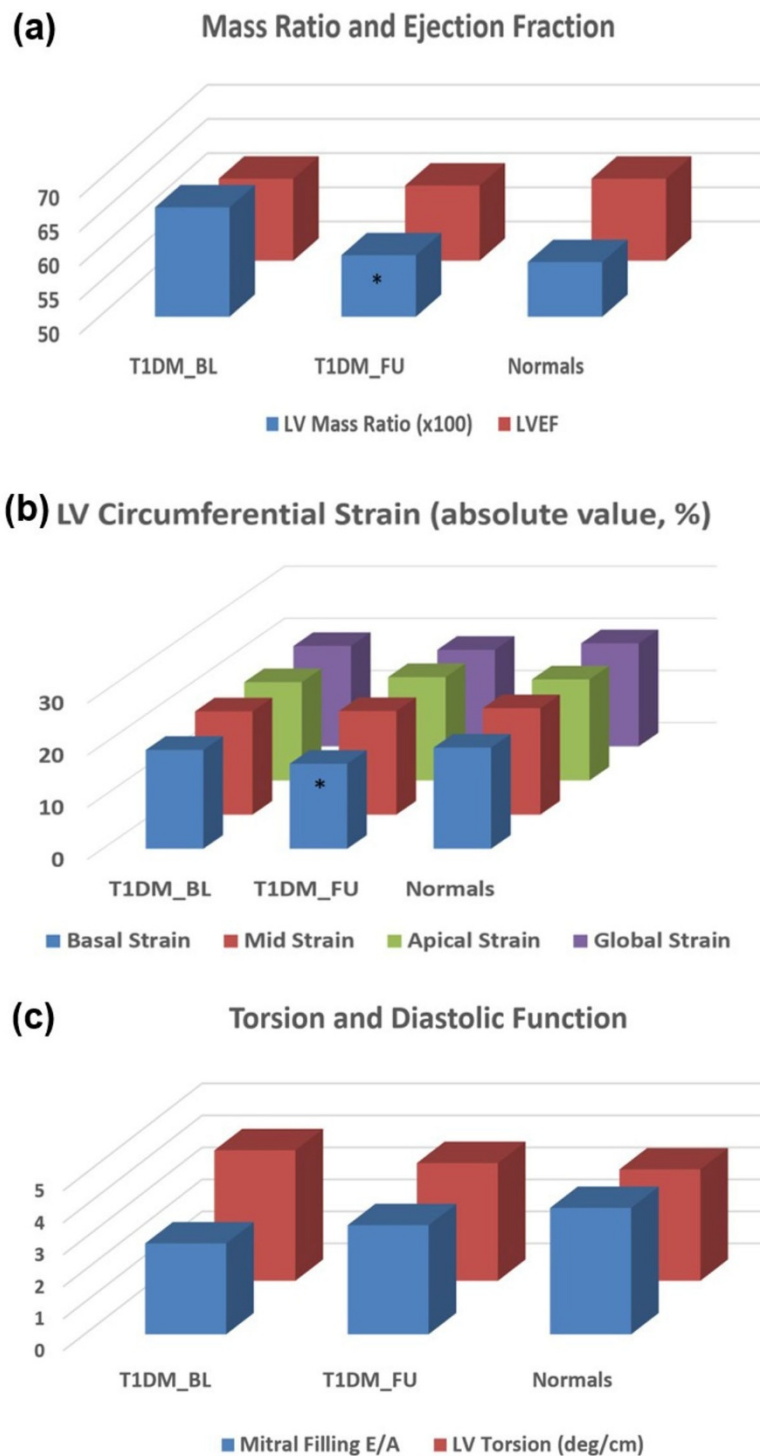 (a) Mass Ratio and Ejection Fraction
70
65
60
55
50
*
T1DM_BL T1DM_FU Normals
LV Mass Ratio (x100) LVEF
(b) LV Circumferential Strain (absolute value, %)
30
20
10
0
*
T1DM_BL T1DM_FU Normals
Basal Strain Mid Strain Apical Strain Global Strain
(c) Torsion and Diastolic Function
5
4
3
2
1
0
T1DM_BL T1DM_FU Normals
Mitral Filling E/A LV Torsion (deg/cm)